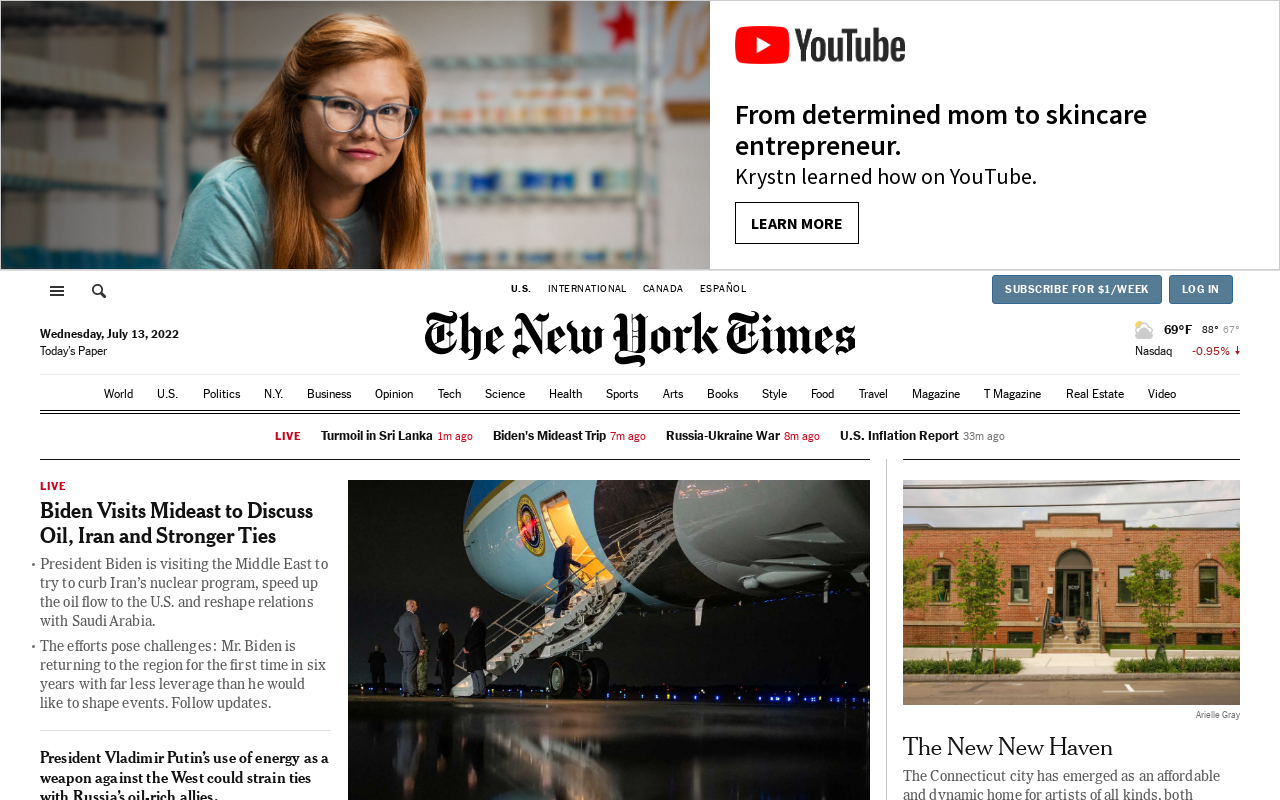 YouTube
From determined mom to skincare
entrepreneur.
Krystn learned how on YouTube.
LEARN MORE
U.S. INTERNATIONAL CANADA ESPAÑOL
SUBSCRIBE FOR $1/WEEK LOG IN
Wednesday, July 13, 2022
Today's Paper
The New York Times
69°F 88° 67°
Nasdaq -0.95%
World U.S. Politics N.Y. Business Opinion Tech Science Health Sports Arts Books Style Food Travel Magazine T Magazine Real Estate Video
LIVE Turmoil in Sri Lanka 1m ago Biden's Mideast Trip 7m ago Russia-Ukraine War 8m ago U.S. Inflation Report 33m ago
LIVE
Biden Visits Mideast to Discuss
Oil, Iran and Stronger Ties
• President Biden is visiting the Middle East to
try to curb Iran's nuclear program, speed up
the oil flow to the U.S. and reshape relations
with Saudi Arabia.
• The efforts pose challenges: Mr. Biden is
returning to the region for the first time in six
years with far less leverage than he would
like to shape events. Follow updates.
President Vladimir Putin's use of energy as a
weapon against the West could strain ties
with Russia's oil-rich allies.
Arielle Gray
The New New Haven
The Connecticut city has emerged as an affordable
and dynamic home for artists of all kinds, both